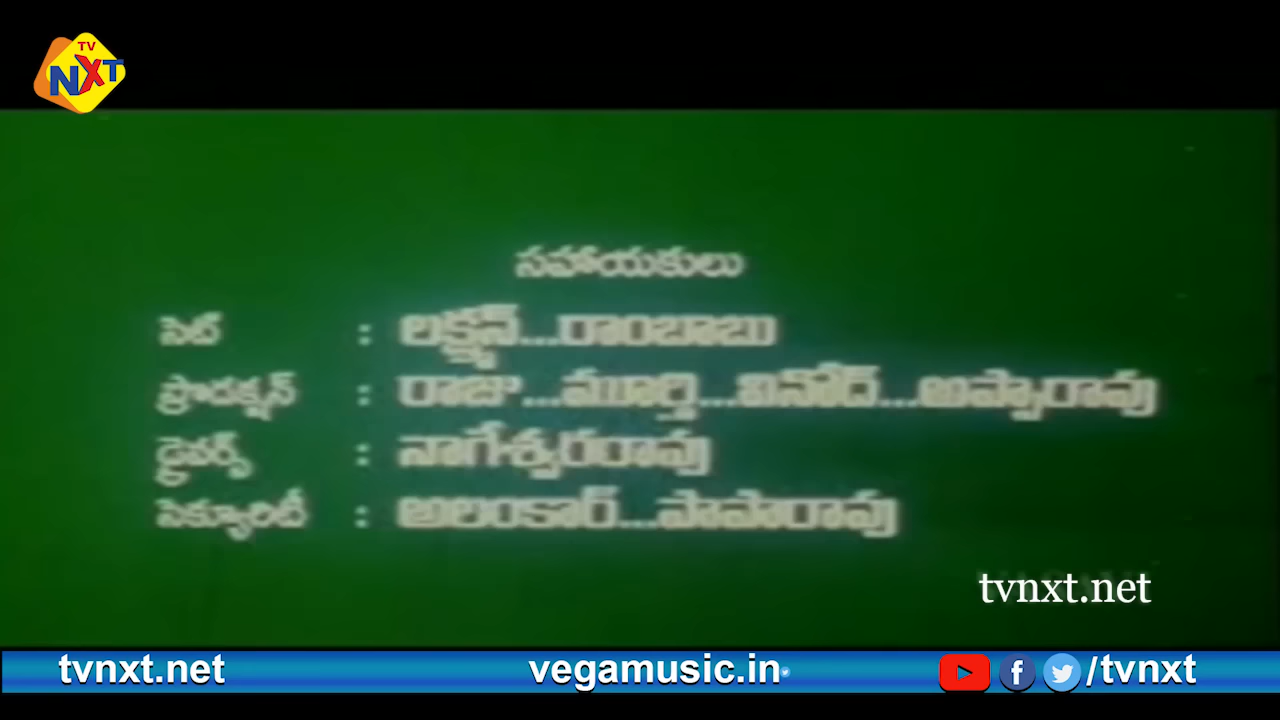 TV
NXT
సహాయకులు
సెట్ : లక్ష్మణ్...రాంబాబు
ప్రొడక్షన్ : రాజు...మూర్తి...వినోద్...అప్పారావు
డ్రైవర్స్ : నాగేశ్వరరావు
సెక్యూరిటీ : అలంకార్...పాపారావు
tvnxt.net
tvnxt.net vegamusic.in /tvnxt